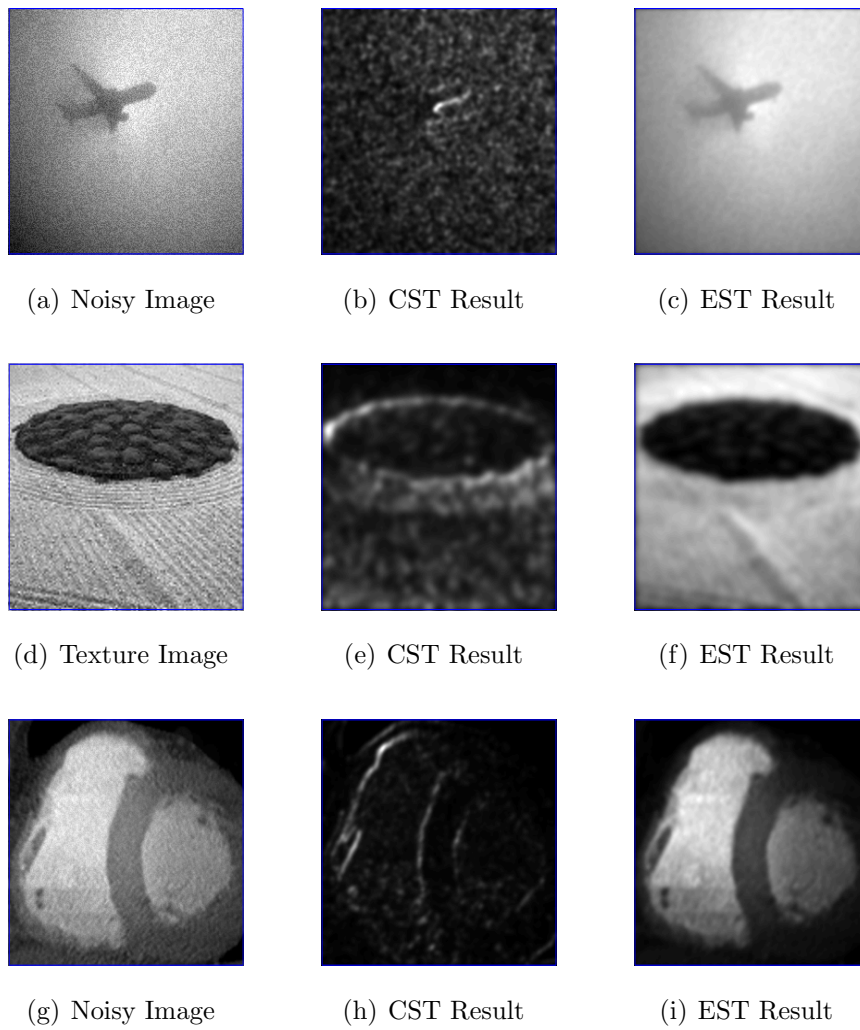 (a) Noisy Image
(b) CST Result
(c) EST Result
(d) Texture Image
(e) CST Result
(f) EST Result
(g) Noisy Image
(h) CST Result
(i) EST Result